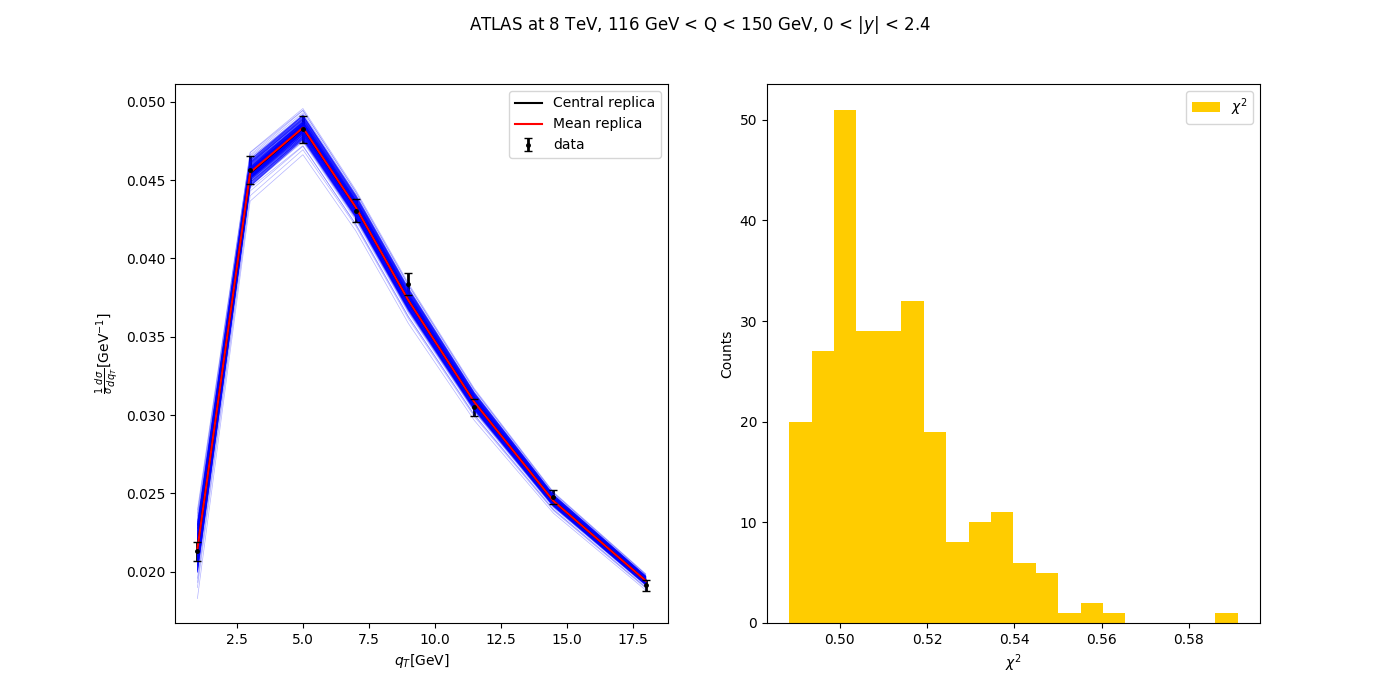 ATLAS at 8 TeV, 116 GeV < Q < 150 GeV, 0 < |y| < 2.4
0.050
0.045
0.040
0.035
0.030
0.025
0.020
1/σ dσ/dq_T [GeV⁻¹]
Central replica
Mean replica
data
2.5 5.0 7.5 10.0 12.5 15.0 17.5
q_T[GeV]
50
40
30
20
10
0
Counts
χ²
0.50 0.52 0.54 0.56 0.58
χ²